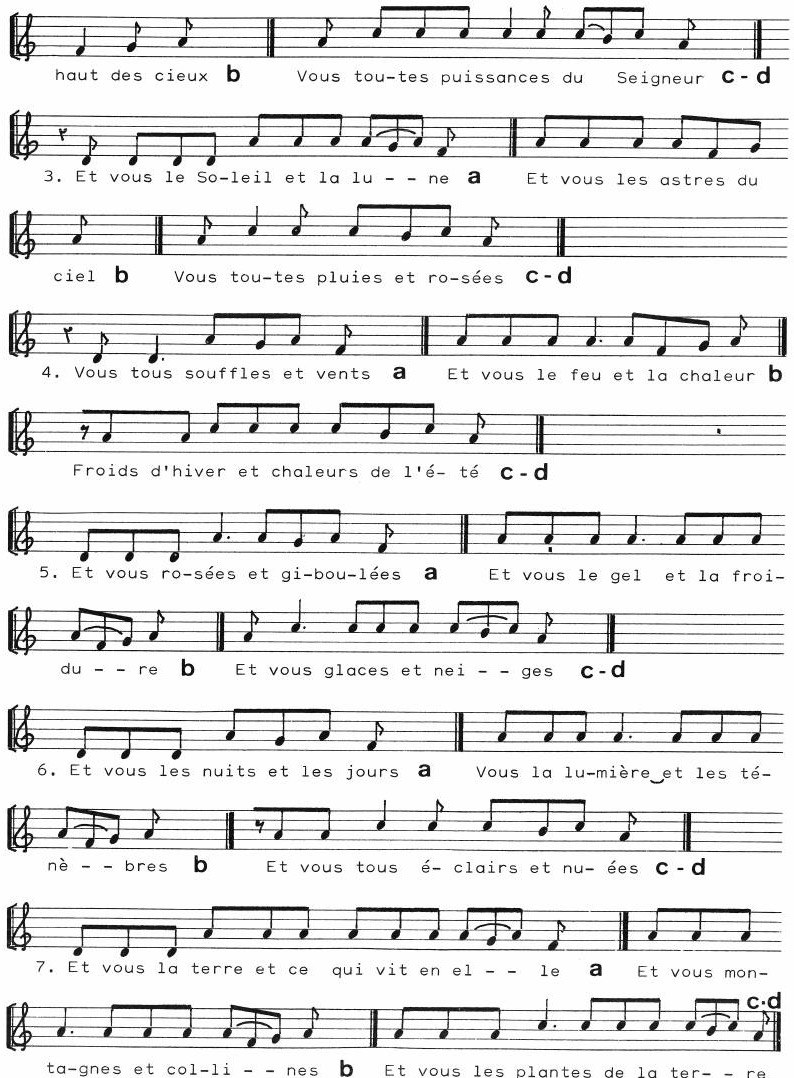 haut des cieux b Vous tou-tes puissances du Seigneur c - d
3. Et vous le So-leil et la lu - - ne a Et vous les astres du
ciel b Vous tou-tes pluies et ro-sées c - d
4. Vous tous souffles et vents a Et vous le feu et la chaleur b
Froids d'hiver et chaleurs de l'é- té c - d
5. Et vous ro-sées et gi-bou-lées a Et vous le gel et la froi-
du - - re b Et vous glaces et nei - - ges c - d
6. Et vous les nuits et les jours a Vous la lu-mière‿et les té-
nè - - bres b Et vous tous é- clairs et nu- ées c - d
7. Et vous la terre et ce qui vit en el - - le a Et vous mon-
c.d
ta-gnes et col-li - - nes b Et vous les plantes de la ter- - re